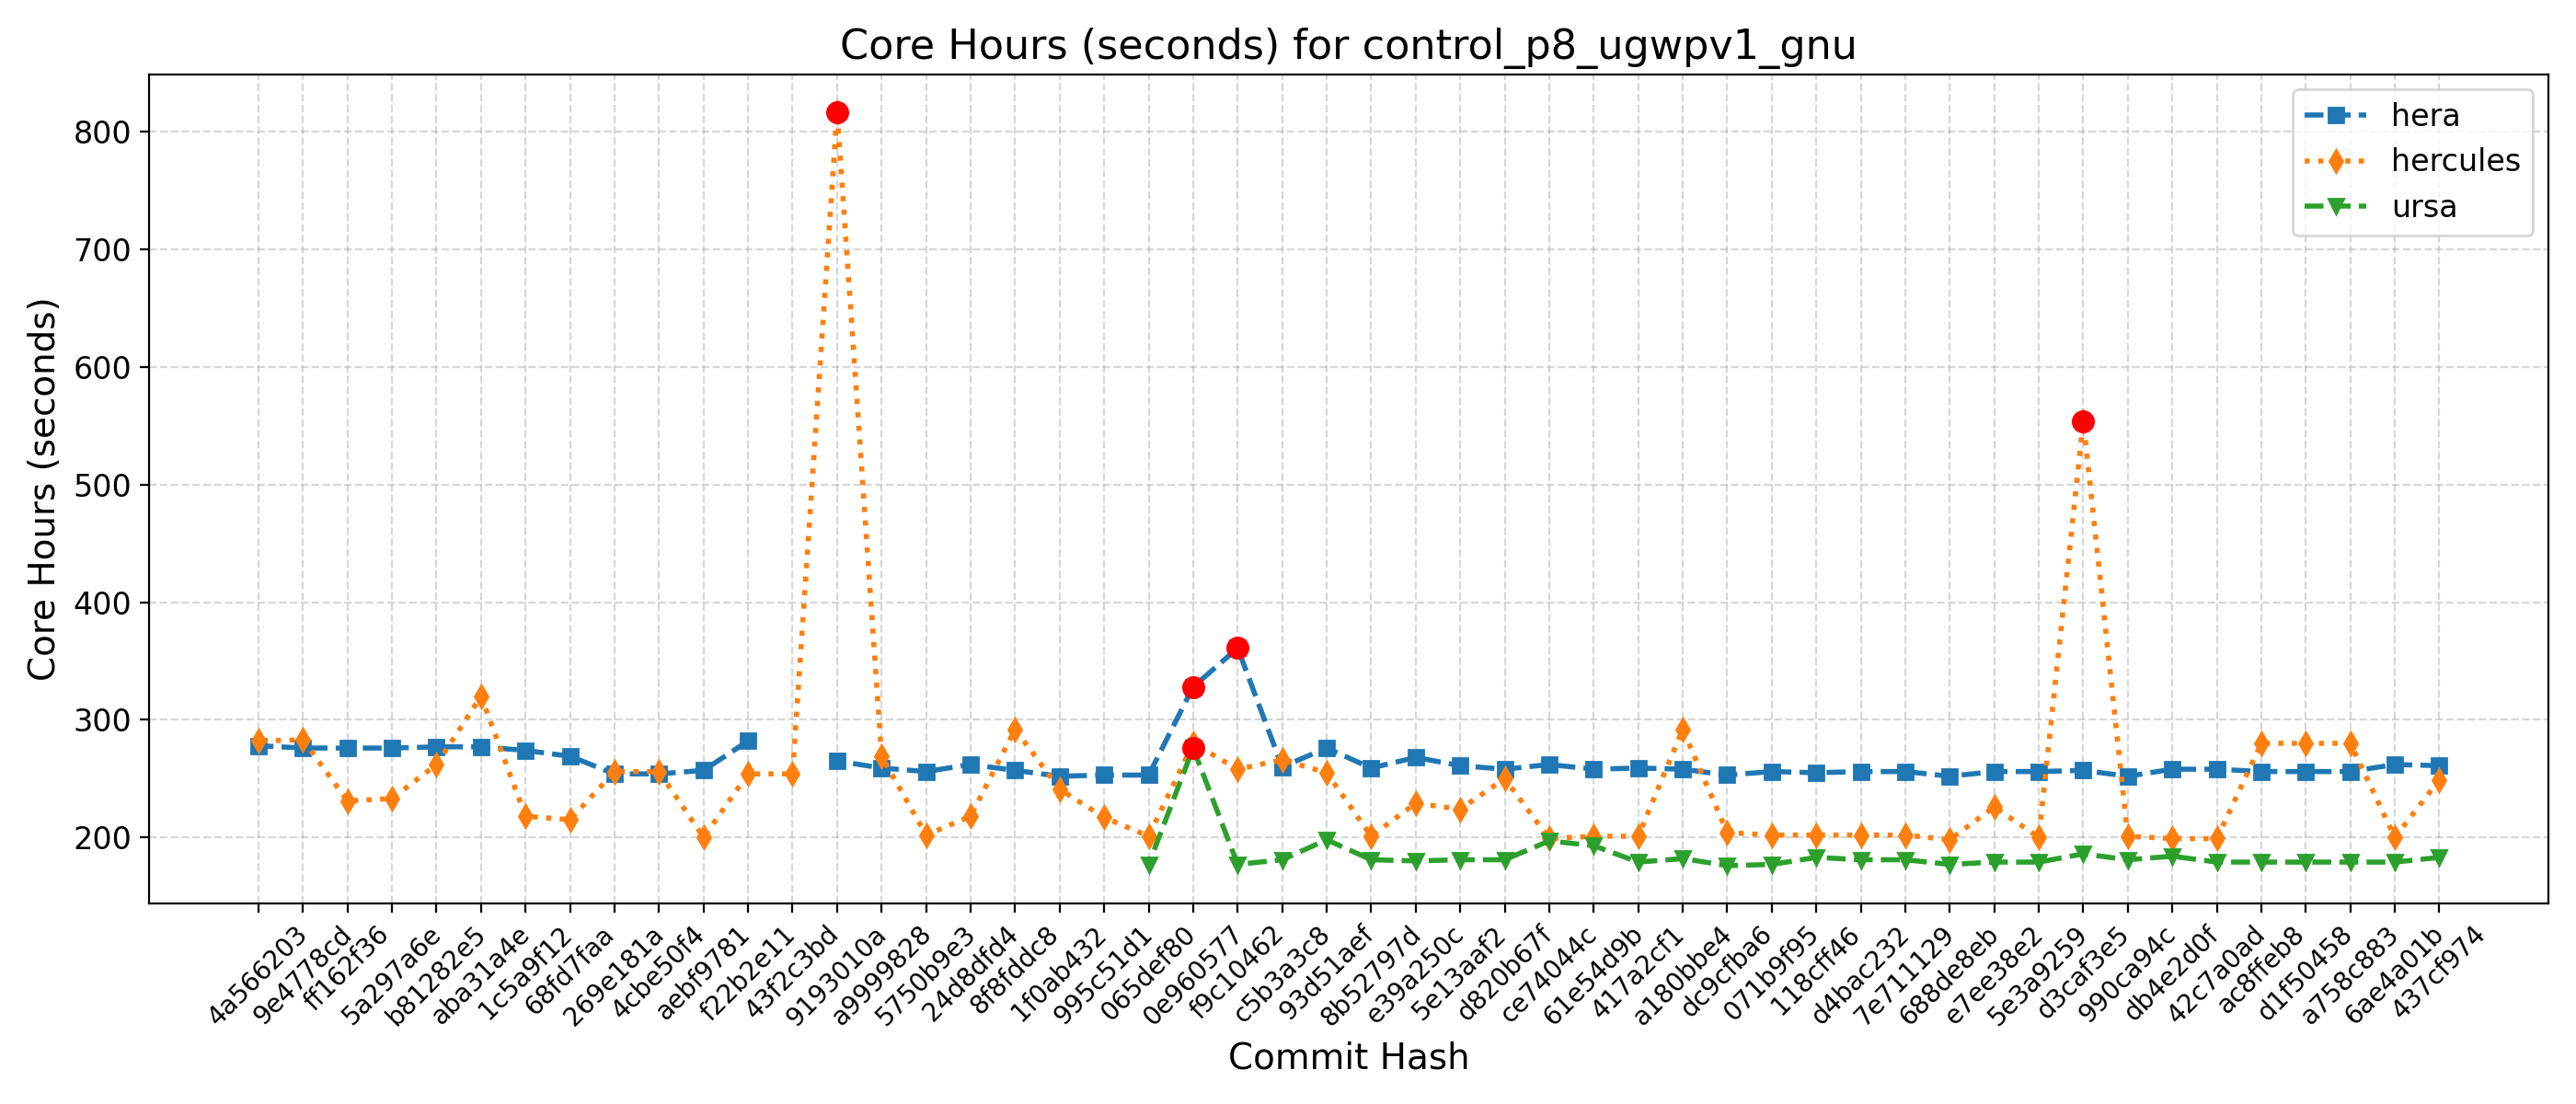 Core Hours (seconds) for control_p8_ugwpv1_gnu
hera
hercules
ursa
Core Hours (seconds)
800
700
600
500
400
300
200
4a566203
9e4778cd
ff162f36
5a297a6e
b81282e5
aba31a4e
1c5a9f12
68fd7faa
269e181a
4cbe50f4
aebf9781
f22b2e11
43f2c3bd
9193010a
a9999828
5750b9e3
24d8dfd4
8f8fddc8
1f0ab432
995c51d1
065def80
0e960577
f9c10462
c5b3a3c8
93d51aef
8b52797d
e39a250c
5e13aaf2
d820b67f
ce74044c
61e54d9b
417a2cf1
a180bbe4
dc9cfba6
071b9f95
118cff46
d4bac232
7e711129
688de8eb
e7ee38e2
5e3a9259
d3caf3e5
990ca94c
db4e2d0f
42c7a0ad
ac8ffeb8
d1f50458
a758c883
6ae4a01b
437cf974
Commit Hash